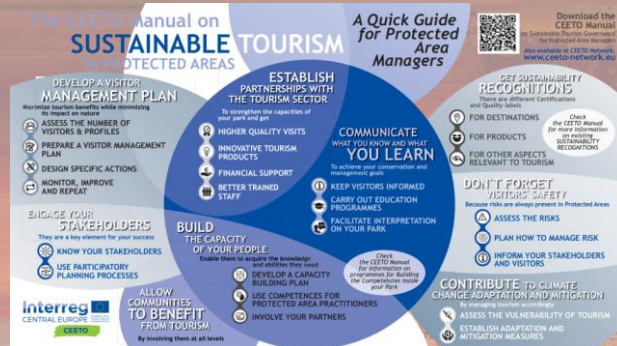 The CEETO Manual on
SUSTAINABLE TOURISM
IN PROTECTED AREAS
A Quick Guide
for Protected
Area
Managers
Download the
CEETO Manual
on Sustainable Tourism Governance
for Protected Area Managers
Also available at CEETO Network
www.ceeto-network.eu
DEVELOP A VISITOR
MANAGEMENT PLAN
Maximize tourism benefits while minimizing
its impact on nature
ASSESS THE NUMBER OF
VISITORS & PROFILES
PREPARE A VISITOR MANAGEMENT
PLAN
DESIGN SPECIFIC ACTIONS
MONITOR, IMPROVE
AND REPEAT
ESTABLISH
PARTNERSHIPS WITH
THE TOURISM SECTOR
To strengthen the capacities of
your park and get
HIGHER QUALITY VISITS
INNOVATIVE TOURISM
PRODUCTS
FINANCIAL SUPPORT
BETTER TRAINED
STAFF
COMMUNICATE
WHAT YOU KNOW AND WHAT
YOU LEARN
To achieve your conservation and
management goals
KEEP VISITORS INFORMED
CARRY OUT EDUCATION
PROGRAMMES
FACILITATE INTERPRETATION
ON YOUR PARK
GET SUSTAINABILITY
RECOGNITIONS
There are different Certifications
and Quality labels
FOR DESTINATIONS
FOR PRODUCTS
FOR OTHER ASPECTS
RELEVANT TO TOURISM
Check
the CEETO Manual
for more information
on existing
SUSTAINABILITY
RECOGNITIONS
DON'T FORGET
VISITORS' SAFETY
Because risks are always present in Protected Areas
ASSESS THE RISKS
PLAN HOW TO MANAGE RISK
INFORM YOUR STAKEHOLDERS
AND VISITORS
ENGAGE YOUR
STAKEHOLDERS
They are a key element for your success
KNOW YOUR STAKEHOLDERS
USE PARTICIPATORY
PLANNING PROCESSES
BUILD
THE CAPACITY
OF YOUR PEOPLE
Enable them to acquire the knowledge
and abilities they need
DEVELOP A CAPACITY
BUILDING PLAN
USE COMPETENCES FOR
PROTECTED AREA PRACTITIONERS
INVOLVE YOUR PARTNERS
Check
the CEETO Manual
for information on
programmes for Building
the Competencies inside
your Park
ALLOW
COMMUNITIES
TO BENEFIT
FROM TOURISM
By involving them at all levels
CONTRIBUTE TO CLIMATE
CHANGE ADAPTATION AND MITIGATION
By managing tourism accordingly
ASSESS THE VULNERABILITY OF TOURISM
ESTABLISH ADAPTATION AND
MITIGATION MEASURES
Interreg
CENTRAL EUROPE
CEETO